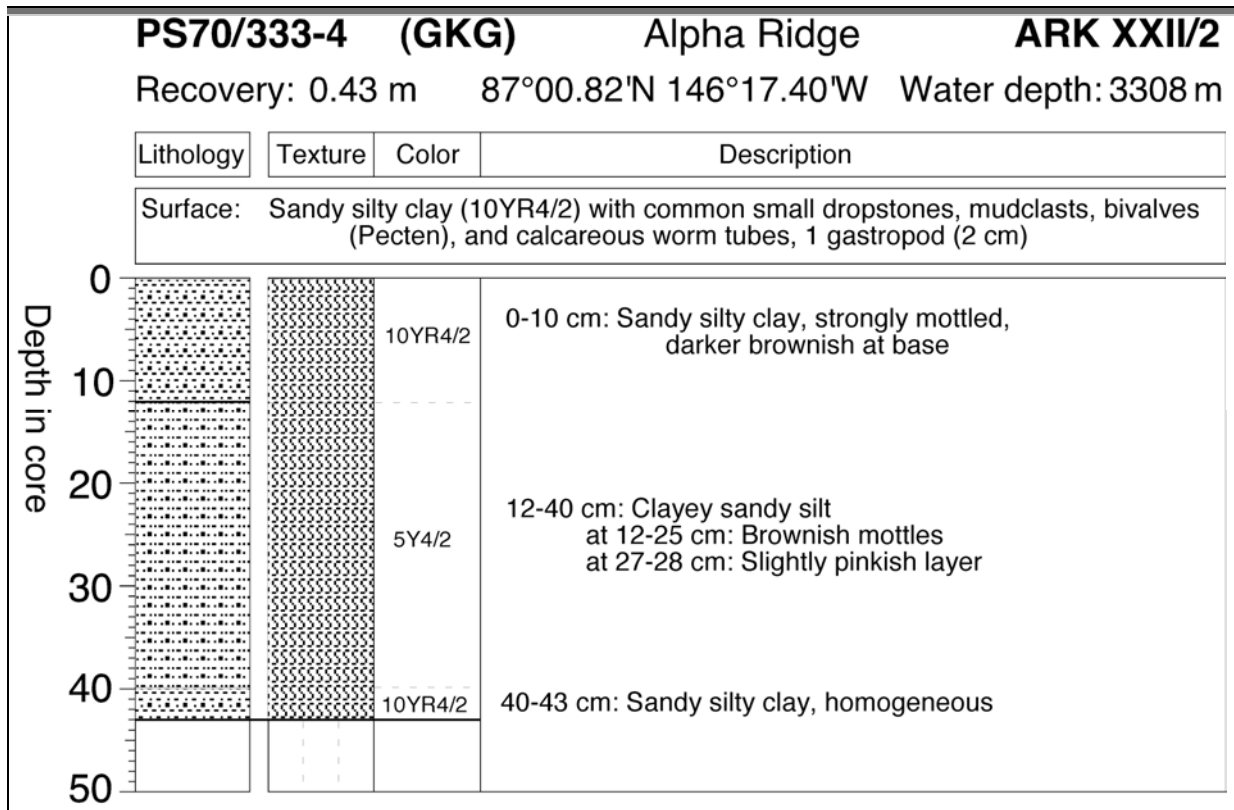 PS70/333-4 (GKG) Alpha Ridge ARK XXII/2
Recovery: 0.43 m 87°00.82'N 146°17.40'W Water depth: 3308 m
Lithology Texture Color Description
Surface: Sandy silty clay (10YR4/2) with common small dropstones, mudclasts, bivalves
(Pecten), and calcareous worm tubes, 1 gastropod (2 cm)
Depth in core
0
10YR4/2 0-10 cm: Sandy silty clay, strongly mottled,
darker brownish at base
10
20
12-40 cm: Clayey sandy silt
5Y4/2 at 12-25 cm: Brownish mottles
at 27-28 cm: Slightly pinkish layer
30
40
10YR4/2 40-43 cm: Sandy silty clay, homogeneous
50